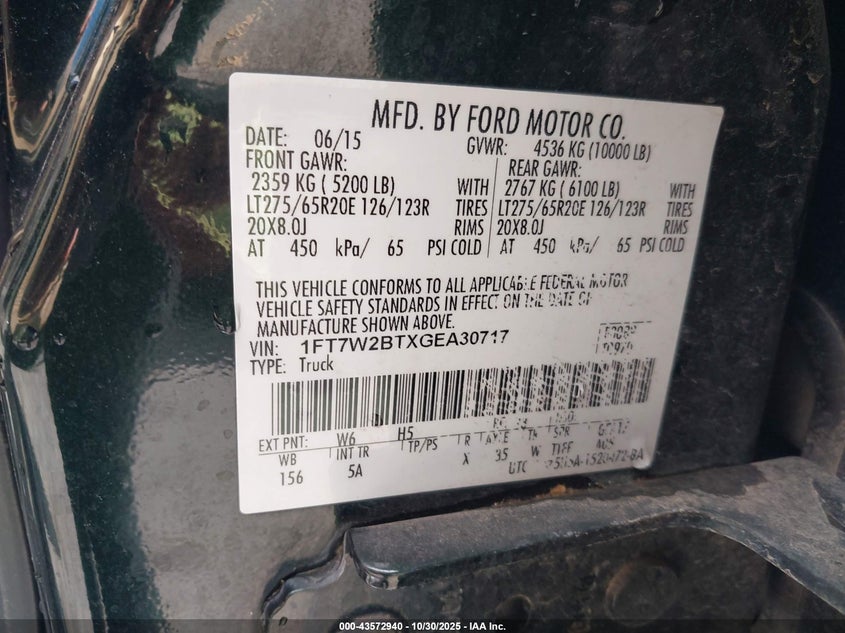 MFD. BY FORD MOTOR CO.
DATE: 06/15 GVWR: 4536 KG (10000 LB)
FRONT GAWR: REAR GAWR:
2359 KG ( 5200 LB) WITH 2767 KG ( 6100 LB) WITH
LT275/65R20E 126/123R TIRES LT275/65R20E 126/123R TIRES
20X8.0J RIMS 20X8.0J RIMS
AT 450 kPa/ 65 PSI COLD AT 450 kPa/ 65 PSI COLD
THIS VEHICLE CONFORMS TO ALL APPLICABLE FEDERAL MOTOR
VEHICLE SAFETY STANDARDS IN EFFECT ON THE DATE OF
MANUFACTURE SHOWN ABOVE.
VIN: 1FT7W2BTXGEA30717
TYPE: Truck
EXT PNT: W6 H5
WB INT TR TP/PS R AXLE TR SPR
156 5A X 35 W
UTC
000-43572940 - 10/30/2025 - IAA Inc.